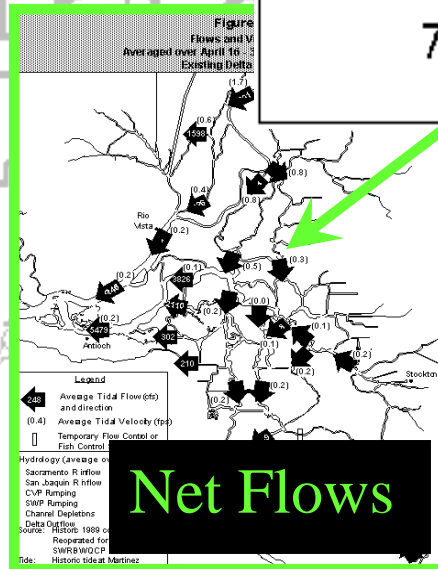 Figure
7
Flows and V
Averaged over April 16 -
Existing Delta
(1.7)
(0.6)
1598
(0.8)
(0.4)
(0.8)
Rio
Vista
(0.2)
(0.3)
(0.5)
(0.1)
(0.2)
3826
(0.2)
(0.0)
(0.2)
5479
302
(0.1)
(0.1)
Antioch
210
(0.2)
(0.2)
Stockton
(0.2)
(0.2)
Legend
248 Average Tidal Flow (cfs)
and direction
(0.4) Average Tidal Velocity (fps)
Temporary Flow Control or
Fish Control
Hydrology (average ov
Sacramento R inflow
San Joaquin R inflow
CVP Pumping
SWP Pumping
Channel Depletions
Delta Outflow
Source: Historic 1989 co
Reoperated for
SWRBWQCP
Tide: Historic tide at Martinez
Net Flows